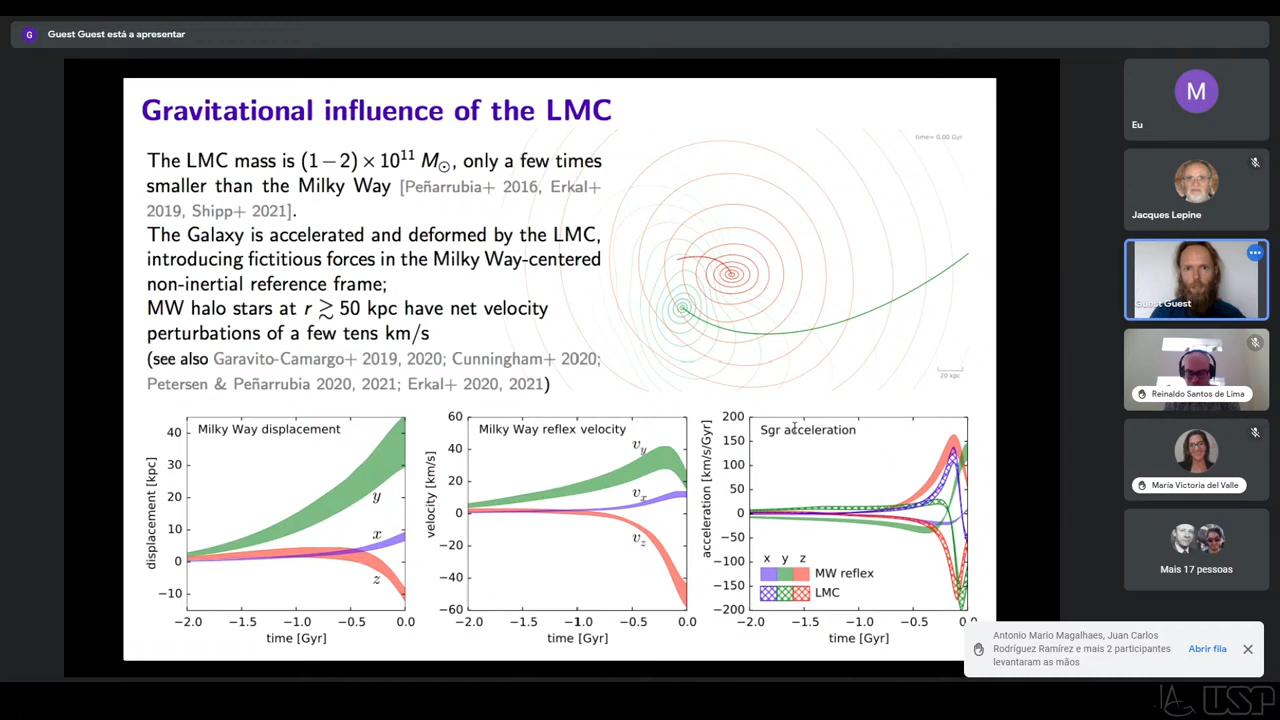 G Guest Guest está a apresentar
Gravitational influence of the LMC
The LMC mass is (1−2) × 10¹¹ M⊙, only a few times
smaller than the Milky Way [Peñarrubia+ 2016, Erkal+
2019, Shipp+ 2021].
The Galaxy is accelerated and deformed by the LMC,
introducing fictitious forces in the Milky Way-centered
non-inertial reference frame;
MW halo stars at r ≳ 50 kpc have net velocity
perturbations of a few tens km/s
(see also Garavito-Camargo+ 2019, 2020; Cunningham+ 2020;
Petersen & Peñarrubia 2020, 2021; Erkal+ 2020, 2021)
time= 0.00 Gyr
20 kpc
Milky Way displacement
displacement [kpc]
40
30
20
10
0
−10
y
x
z
−2.0 −1.5 −1.0 −0.5 0.0
time [Gyr]
Milky Way reflex velocity
velocity [km/s]
60
40
20
0
−20
−40
−60
vy
vx
vz
−2.0 −1.5 −1.0 −0.5 0.0
time [Gyr]
Sgr acceleration
acceleration [km/s/Gyr]
200
150
100
50
0
−50
−100
−150
−200
x y z
MW reflex
LMC
−2.0 −1.5 −1.0 −0.5 0.0
time [Gyr]
M
Eu
Jacques Lepine
Guest Guest
Reinaldo Santos de Lima
María Victoria del Valle
Mais 17 pessoas
Antonio Mario Magalhaes, Juan Carlos
Rodríguez Ramírez e mais 2 participantes
levantaram as mãos
Abrir fila
USP